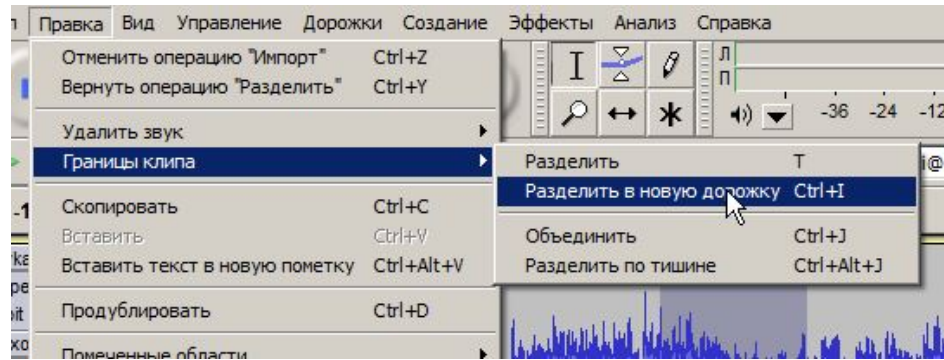 Правка Вид Управление Дорожки Создание Эффекты Анализ Справка
Отменить операцию "Импорт" Ctrl+Z
Вернуть операцию "Разделить" Ctrl+Y
Удалить звук
Границы клипа
Скопировать Ctrl+C
Вставить Ctrl+V
Вставить текст в новую пометку Ctrl+Alt+V
Продублировать Ctrl+D
Помеченные области
Разделить T
Разделить в новую дорожку Ctrl+I
Объединить Ctrl+J
Разделить по тишине Ctrl+Alt+J
Л
П
-36 -24 -12